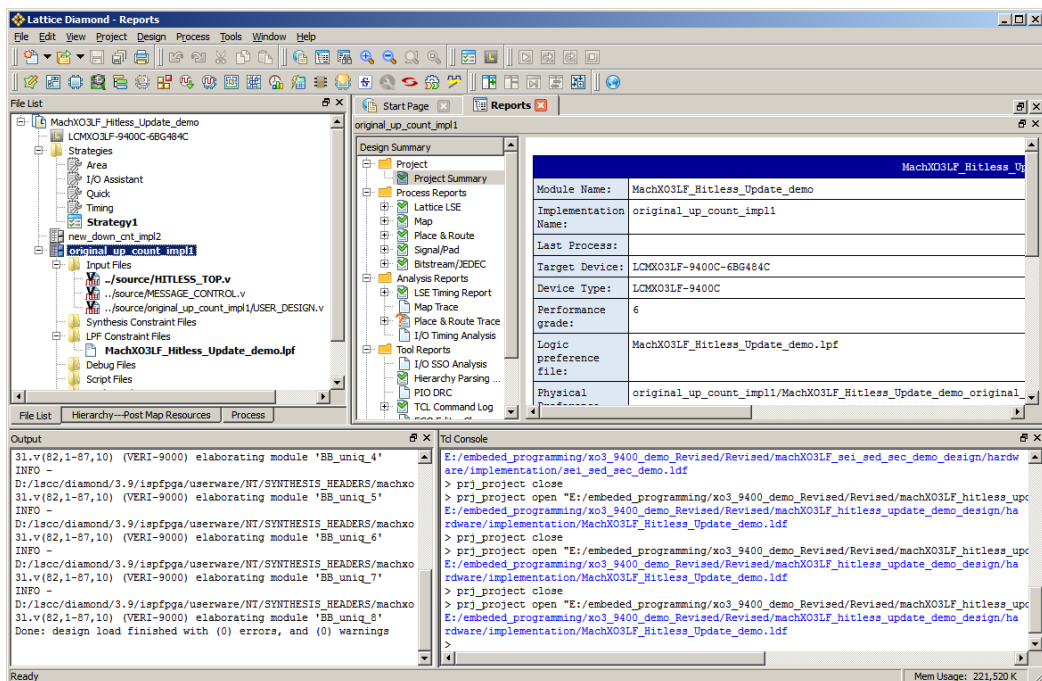 Lattice Diamond - Reports
File Edit View Project Design Process Tools Window Help
File List
MachXO3LF_Hitless_Update_demo
LCMXO3LF-9400C-6BG484C
Strategies
Area
I/O Assistant
Quick
Timing
Strategy1
new_down_cnt_impl2
original_up_count_impl1
Input Files
../source/HITLESS_TOP.v
../source/MESSAGE_CONTROL.v
../source/original_up_count_impl1/USER_DESIGN.v
Synthesis Constraint Files
LPF Constraint Files
MachXO3LF_Hitless_Update_demo.lpf
Debug Files
Script Files
File List Hierarchy---Post Map Resources Process
Start Page Reports
original_up_count_impl1
Design Summary
Project
Project Summary
Process Reports
Lattice LSE
Map
Place & Route
Signal/Pad
Bitstream/JEDEC
Analysis Reports
LSE Timing Report
Map Trace
Place & Route Trace
I/O Timing Analysis
Tool Reports
I/O SSO Analysis
Hierarchy Parsing ...
PIO DRC
TCL Command Log
MachXO3LF_Hitless_Up
Module Name: MachXO3LF_Hitless_Update_demo
Implementation Name: original_up_count_impl1
Last Process:
Target Device: LCMXO3LF-9400C-6BG484C
Device Type: LCMXO3LF-9400C
Performance grade: 6
Logic preference file: MachXO3LF_Hitless_Update_demo.lpf
Physical original_up_count_impl1/MachXO3LF_Hitless_Update_demo_original_
Output
31.v(82,1-87,10) (VERI-9000) elaborating module 'BB_uniq_4'
INFO -
D:/lscc/diamond/3.9/ispfpga/userware/NT/SYNTHESIS_HEADERS/machxo
31.v(82,1-87,10) (VERI-9000) elaborating module 'BB_uniq_5'
INFO -
D:/lscc/diamond/3.9/ispfpga/userware/NT/SYNTHESIS_HEADERS/machxo
31.v(82,1-87,10) (VERI-9000) elaborating module 'BB_uniq_6'
INFO -
D:/lscc/diamond/3.9/ispfpga/userware/NT/SYNTHESIS_HEADERS/machxo
31.v(82,1-87,10) (VERI-9000) elaborating module 'BB_uniq_7'
INFO -
D:/lscc/diamond/3.9/ispfpga/userware/NT/SYNTHESIS_HEADERS/machxo
31.v(82,1-87,10) (VERI-9000) elaborating module 'BB_uniq_8'
Done: design load finished with (0) errors, and (0) warnings
Tcl Console
E:/embeded_programming/xo3_9400_demo_Revised/Revised/machXO3LF_sei_sed_sec_demo_design/hardw
are/implementation/sei_sed_sec_demo.ldf
> prj_project close
> prj_project open "E:/embeded_programming/xo3_9400_demo_Revised/Revised/machXO3LF_hitless_upd
E:/embeded_programming/xo3_9400_demo_Revised/Revised/machXO3LF_hitless_update_demo_design/ha
rdware/implementation/MachXO3LF_Hitless_Update_demo.ldf
> prj_project close
> prj_project open "E:/embeded_programming/xo3_9400_demo_Revised/Revised/machXO3LF_hitless_upd
E:/embeded_programming/xo3_9400_demo_Revised/Revised/machXO3LF_hitless_update_demo_design/ha
rdware/implementation/MachXO3LF_Hitless_Update_demo.ldf
> prj_project close
> prj_project open "E:/embeded_programming/xo3_9400_demo_Revised/Revised/machXO3LF_hitless_upd
E:/embeded_programming/xo3_9400_demo_Revised/Revised/machXO3LF_hitless_update_demo_design/ha
rdware/implementation/MachXO3LF_Hitless_Update_demo.ldf
>
Ready
Mem Usage: 221,520 K